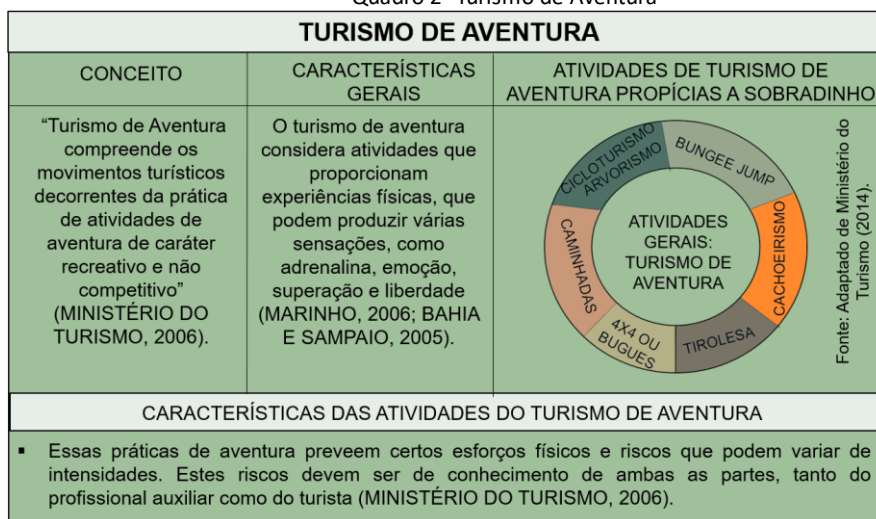 Quadro 2- Turismo de Aventura
TURISMO DE AVENTURA
CONCEITO
“Turismo de Aventura
compreende os
movimentos turísticos
decorrentes da prática
de atividades de
aventura de caráter
recreativo e não
competitivo”
(MINISTÉRIO DO
TURISMO, 2006).
CARACTERÍSTICAS
GERAIS
O turismo de aventura
considera atividades que
proporcionam
experiências físicas, que
podem produzir várias
sensações, como
adrenalina, emoção,
superação e liberdade
(MARINHO, 2006; BAHIA
E SAMPAIO, 2005).
ATIVIDADES DE TURISMO DE
AVENTURA PROPÍCIAS A SOBRADINHO
CICLOTURISMO
ARVORISMO
BUNGEE JUMP
CACHOEIRISMO
TIROLESA
4X4 OU
BUGUES
CAMINHADAS
ATIVIDADES
GERAIS:
TURISMO DE
AVENTURA
Fonte: Adaptado de Ministério do
Turismo (2014).
CARACTERÍSTICAS DAS ATIVIDADES DO TURISMO DE AVENTURA
▪ Essas práticas de aventura preveem certos esforços físicos e riscos que podem variar de
intensidades. Estes riscos devem ser de conhecimento de ambas as partes, tanto do
profissional auxiliar como do turista (MINISTÉRIO DO TURISMO, 2006).